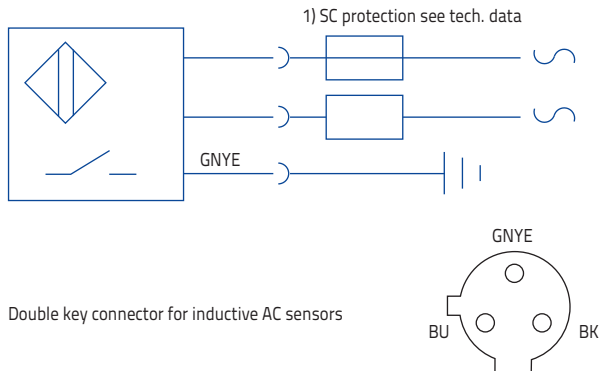 1) SC protection see tech. data
GNYE
GNYE
Double key connector for inductive AC sensors
BU
BK